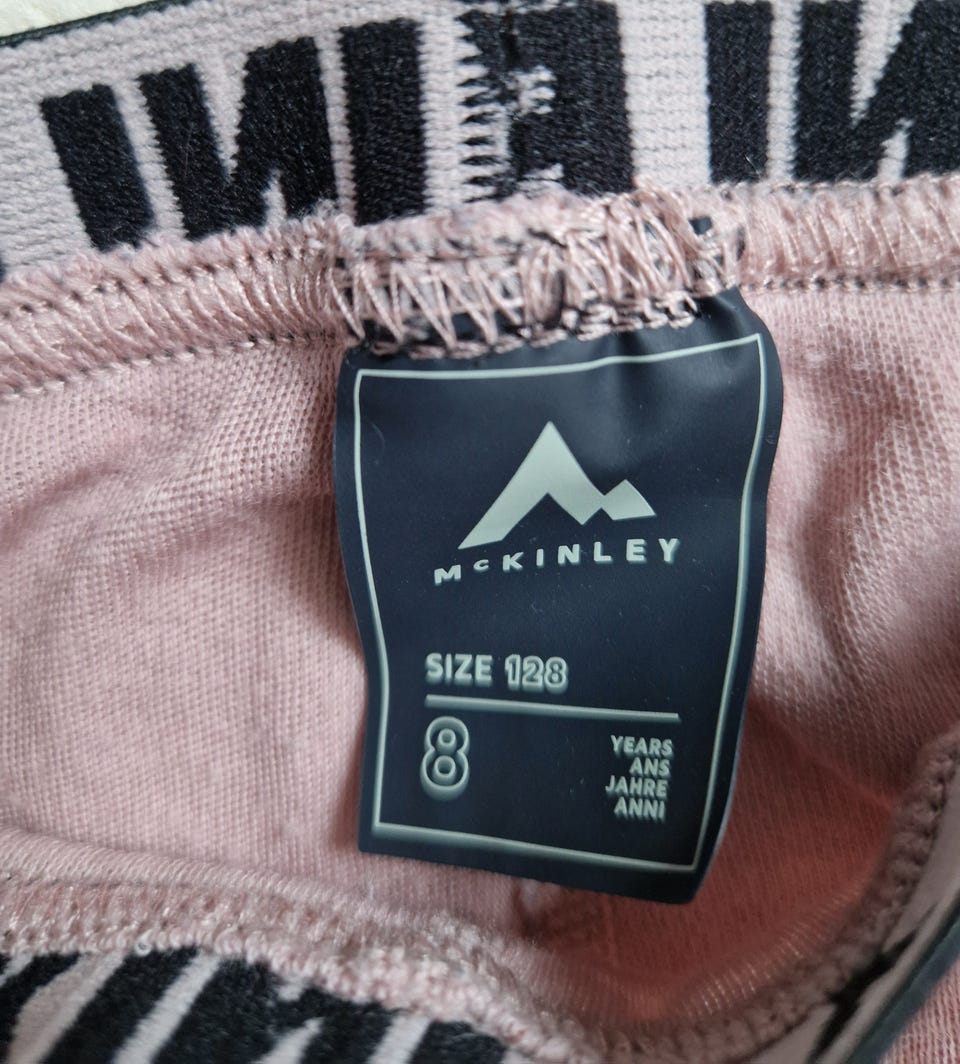 McKINLEY
SIZE 128
8
YEARS
ANS
JAHRE
ANNI